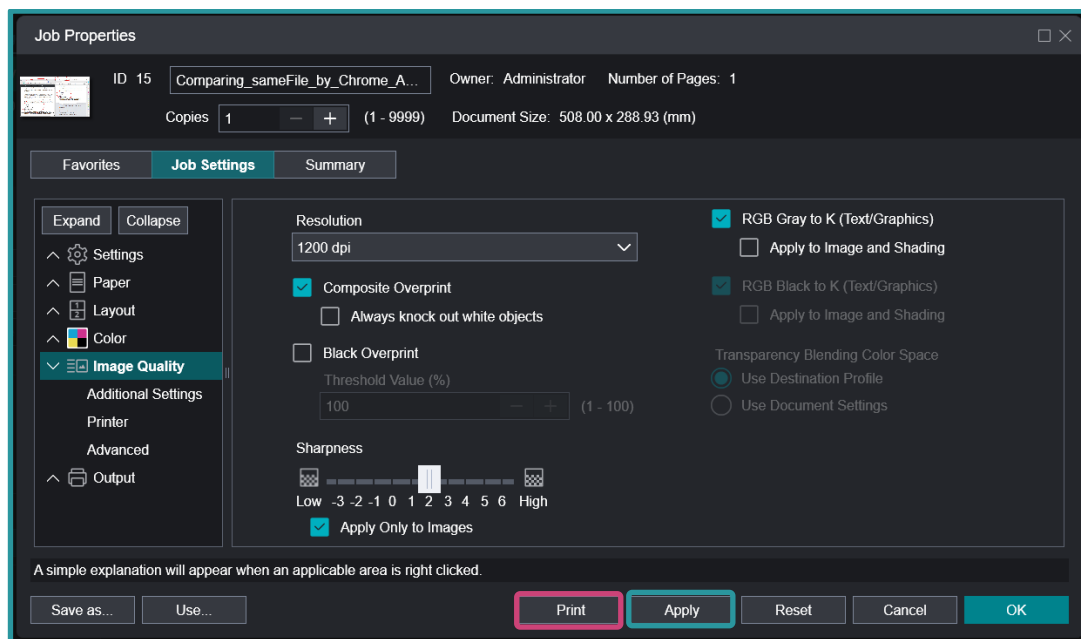 Job Properties
ID 15 Comparing_sameFile_by_Chrome_A... Owner: Administrator Number of Pages: 1
Copies 1 (1 - 9999) Document Size: 508.00 x 288.93 (mm)
Favorites Job Settings Summary
Expand Collapse
Settings
Paper
Layout
Color
Image Quality
Additional Settings
Printer
Advanced
Output
Resolution
1200 dpi
Composite Overprint
Always knock out white objects
Black Overprint
Threshold Value (%)
100 (1 - 100)
Sharpness
Low -3 -2 -1 0 1 2 3 4 5 6 High
Apply Only to Images
RGB Gray to K (Text/Graphics)
Apply to Image and Shading
RGB Black to K (Text/Graphics)
Apply to Image and Shading
Transparency Blending Color Space
Use Destination Profile
Use Document Settings
A simple explanation will appear when an applicable area is right clicked.
Save as... Use... Print Apply Reset Cancel OK